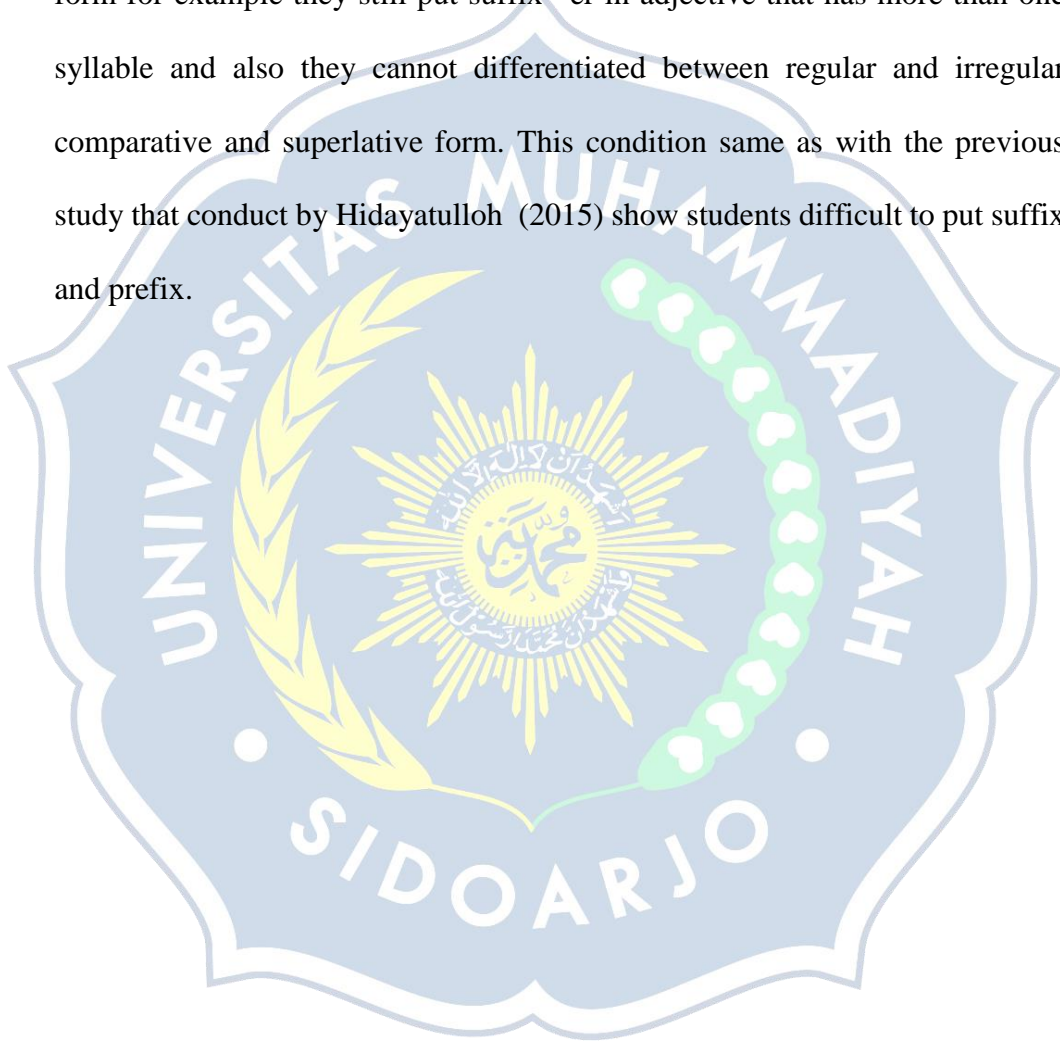 form for example they still put suffix –er in adjective that has more than one
syllable and also they cannot differentiated between regular and irregular
comparative and superlative form. This condition same as with the previous
study that conduct by Hidayatulloh (2015) show students difficult to put suffix
and prefix.
UNIVERSITAS MUHAMMADIYAH
محمد
SIDOARJO